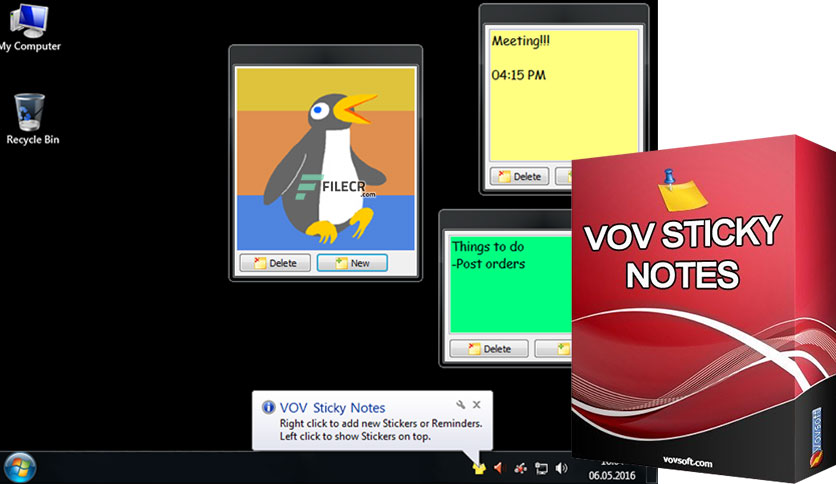 My Computer
Recycle Bin
FILECR
.com
Delete
New
Meeting!!!
04:15 PM
Delete
Things to do
-Post orders
Delete
VOV STICKY
NOTES
vovsoft.com
Vovsoft
VOV Sticky Notes
Right click to add new Stickers or Reminders.
Left click to show Stickers on top.
06.05.2016